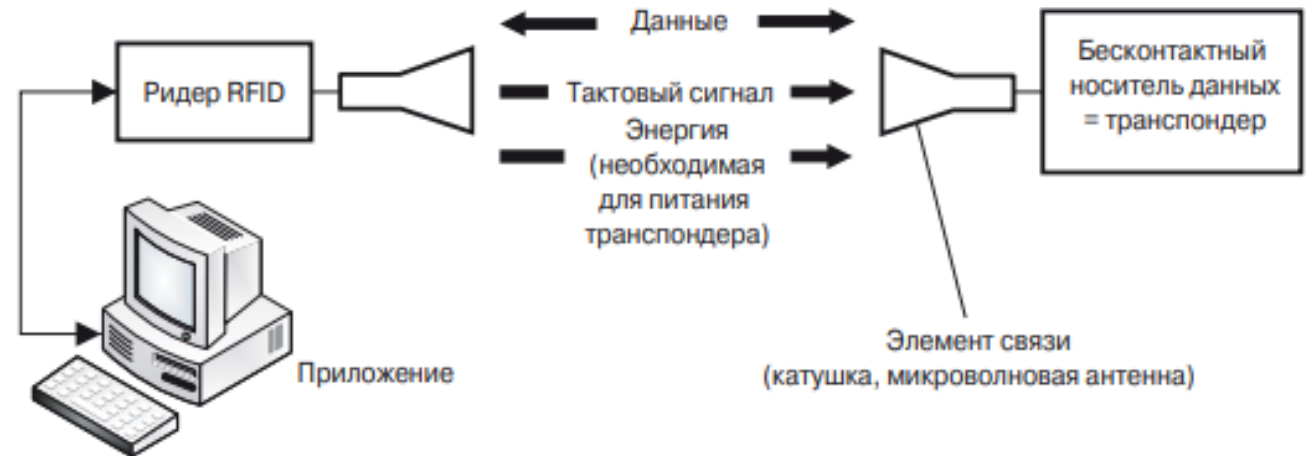 Данные
Ридер RFID
Тактовый сигнал
Энергия
(необходимая
для питания
транспондера)
Бесконтактный
носитель данных
= транспондер
Элемент связи
(катушка, микроволновая антенна)
Приложение